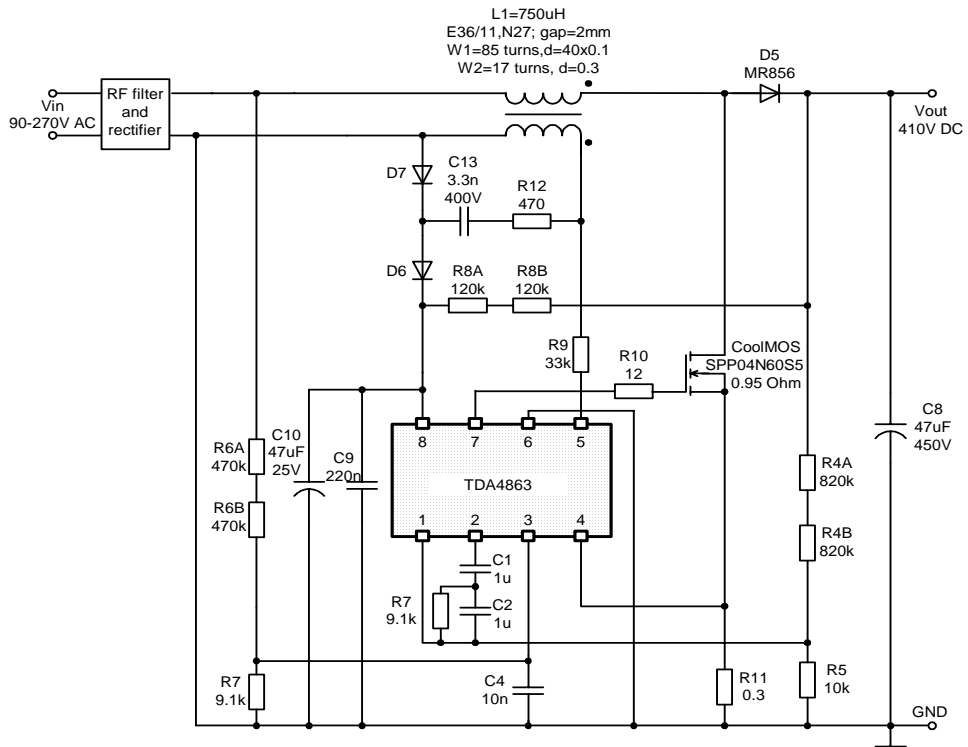 L1=750uH
E36/11,N27; gap=2mm
W1=85 turns,d=40x0.1
W2=17 turns, d=0.3
D5
MR856
RF filter
and
rectifier
Vin
90-270V AC
Vout
410V DC
D7
C13
3.3n
400V
R12
470
D6
R8A
120k
R8B
120k
R9
33k
R10
12
CoolMOS
SPP04N60S5
0.95 Ohm
C8
47uF
450V
R6A
470k
C10
47uF
25V
C9
220n
8
7
6
5
TDA4863
R4A
820k
R6B
470k
1
2
3
4
R4B
820k
C1
1u
R7
9.1k
C2
1u
R7
9.1k
C4
10n
R11
0.3
R5
10k
GND